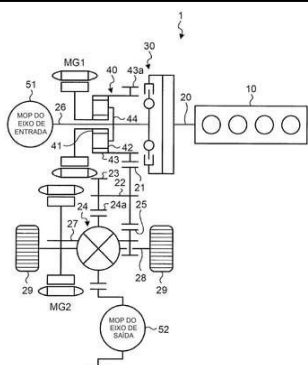 1
30
MG1
40
43a
51
MOP DO
EIXO DE
ENTRADA
26
44
20
10
41
42
43
23
21
22
24
24a
25
27
28
29
29
MG2
MOP DO
EIXO DE
SAÍDA
52